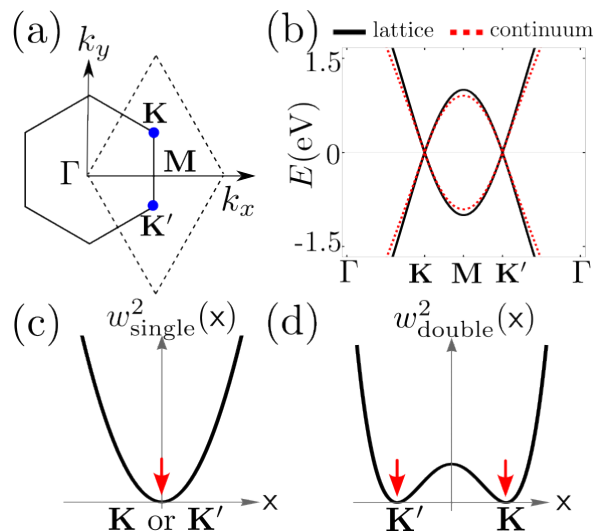 (a)
k_y
K
Γ
M
k_x
K′
(b)
lattice
continuum
E(eV)
1.5
0
-1.5
Γ K M K′ Γ
(c)
w²_single(x)
x
K or K′
(d)
w²_double(x)
x
K′ K